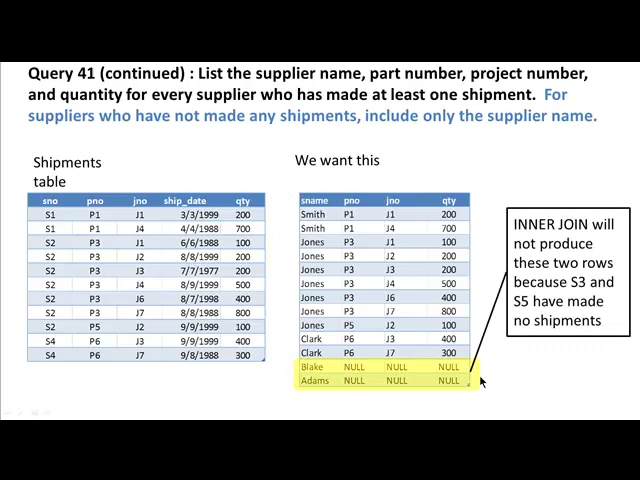 Query 41 (continued) : List the supplier name, part number, project number,
and quantity for every supplier who has made at least one shipment. For
suppliers who have not made any shipments, include only the supplier name.
Shipments
table
sno pno jno ship_date qty
S1 P1 J1 3/3/1999 200
S1 P1 J4 4/4/1988 700
S2 P3 J1 6/6/1988 100
S2 P3 J2 8/8/1999 200
S2 P3 J3 7/7/1977 200
S2 P3 J4 8/9/1999 500
S2 P3 J6 8/7/1998 400
S2 P3 J7 8/8/1988 800
S2 P5 J2 9/9/1999 100
S4 P6 J3 9/9/1999 400
S4 P6 J7 9/8/1988 300
We want this
sname pno jno qty
Smith P1 J1 200
Smith P1 J4 700
Jones P3 J1 100
Jones P3 J2 200
Jones P3 J3 200
Jones P3 J4 500
Jones P3 J6 400
Jones P3 J7 800
Jones P5 J2 100
Clark P6 J3 400
Clark P6 J7 300
Blake NULL NULL NULL
Adams NULL NULL NULL
INNER JOIN will
not produce
these two rows
because S3 and
S5 have made
no shipments